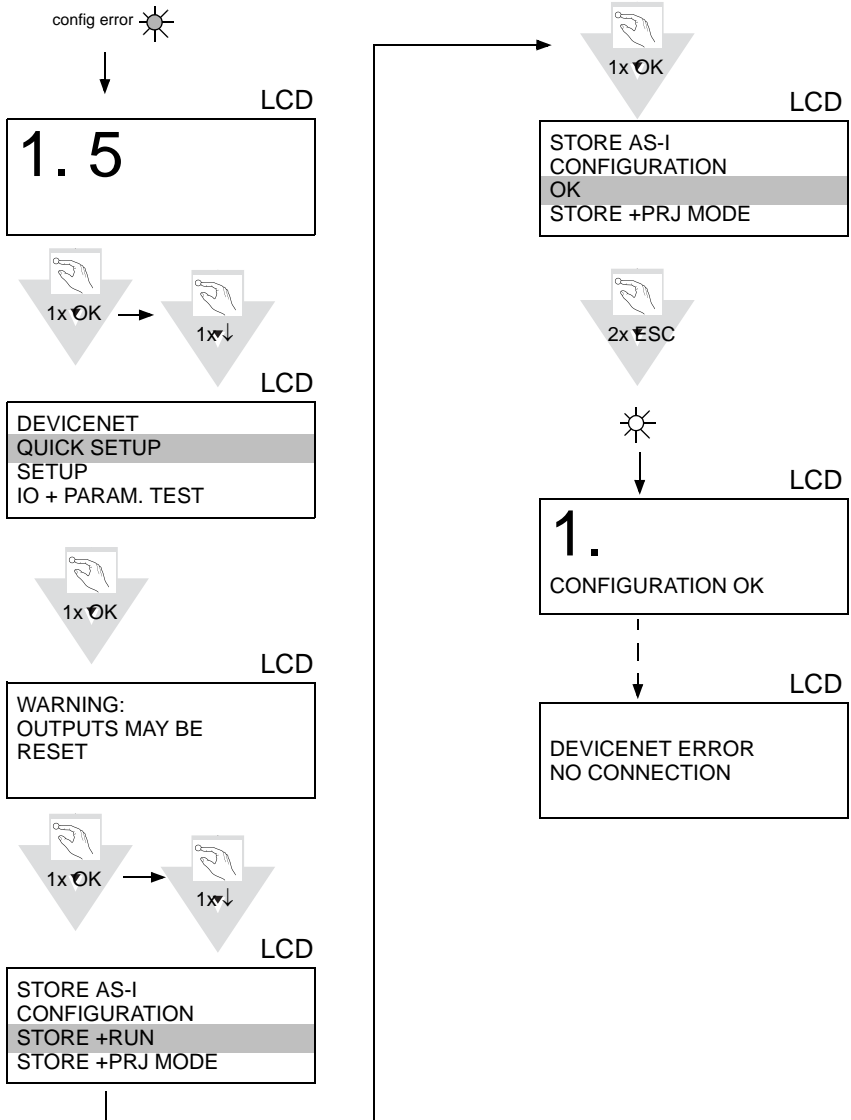 config error
LCD
1. 5
1x OK
1x ↓
LCD
DEVICENET
QUICK SETUP
SETUP
IO + PARAM. TEST
1x OK
LCD
WARNING:
OUTPUTS MAY BE
RESET
1x OK
1x ↓
LCD
STORE AS-I
CONFIGURATION
STORE +RUN
STORE +PRJ MODE
1x OK
LCD
STORE AS-I
CONFIGURATION
OK
STORE +PRJ MODE
2x ESC
LCD
1.
CONFIGURATION OK
LCD
DEVICENET ERROR
NO CONNECTION